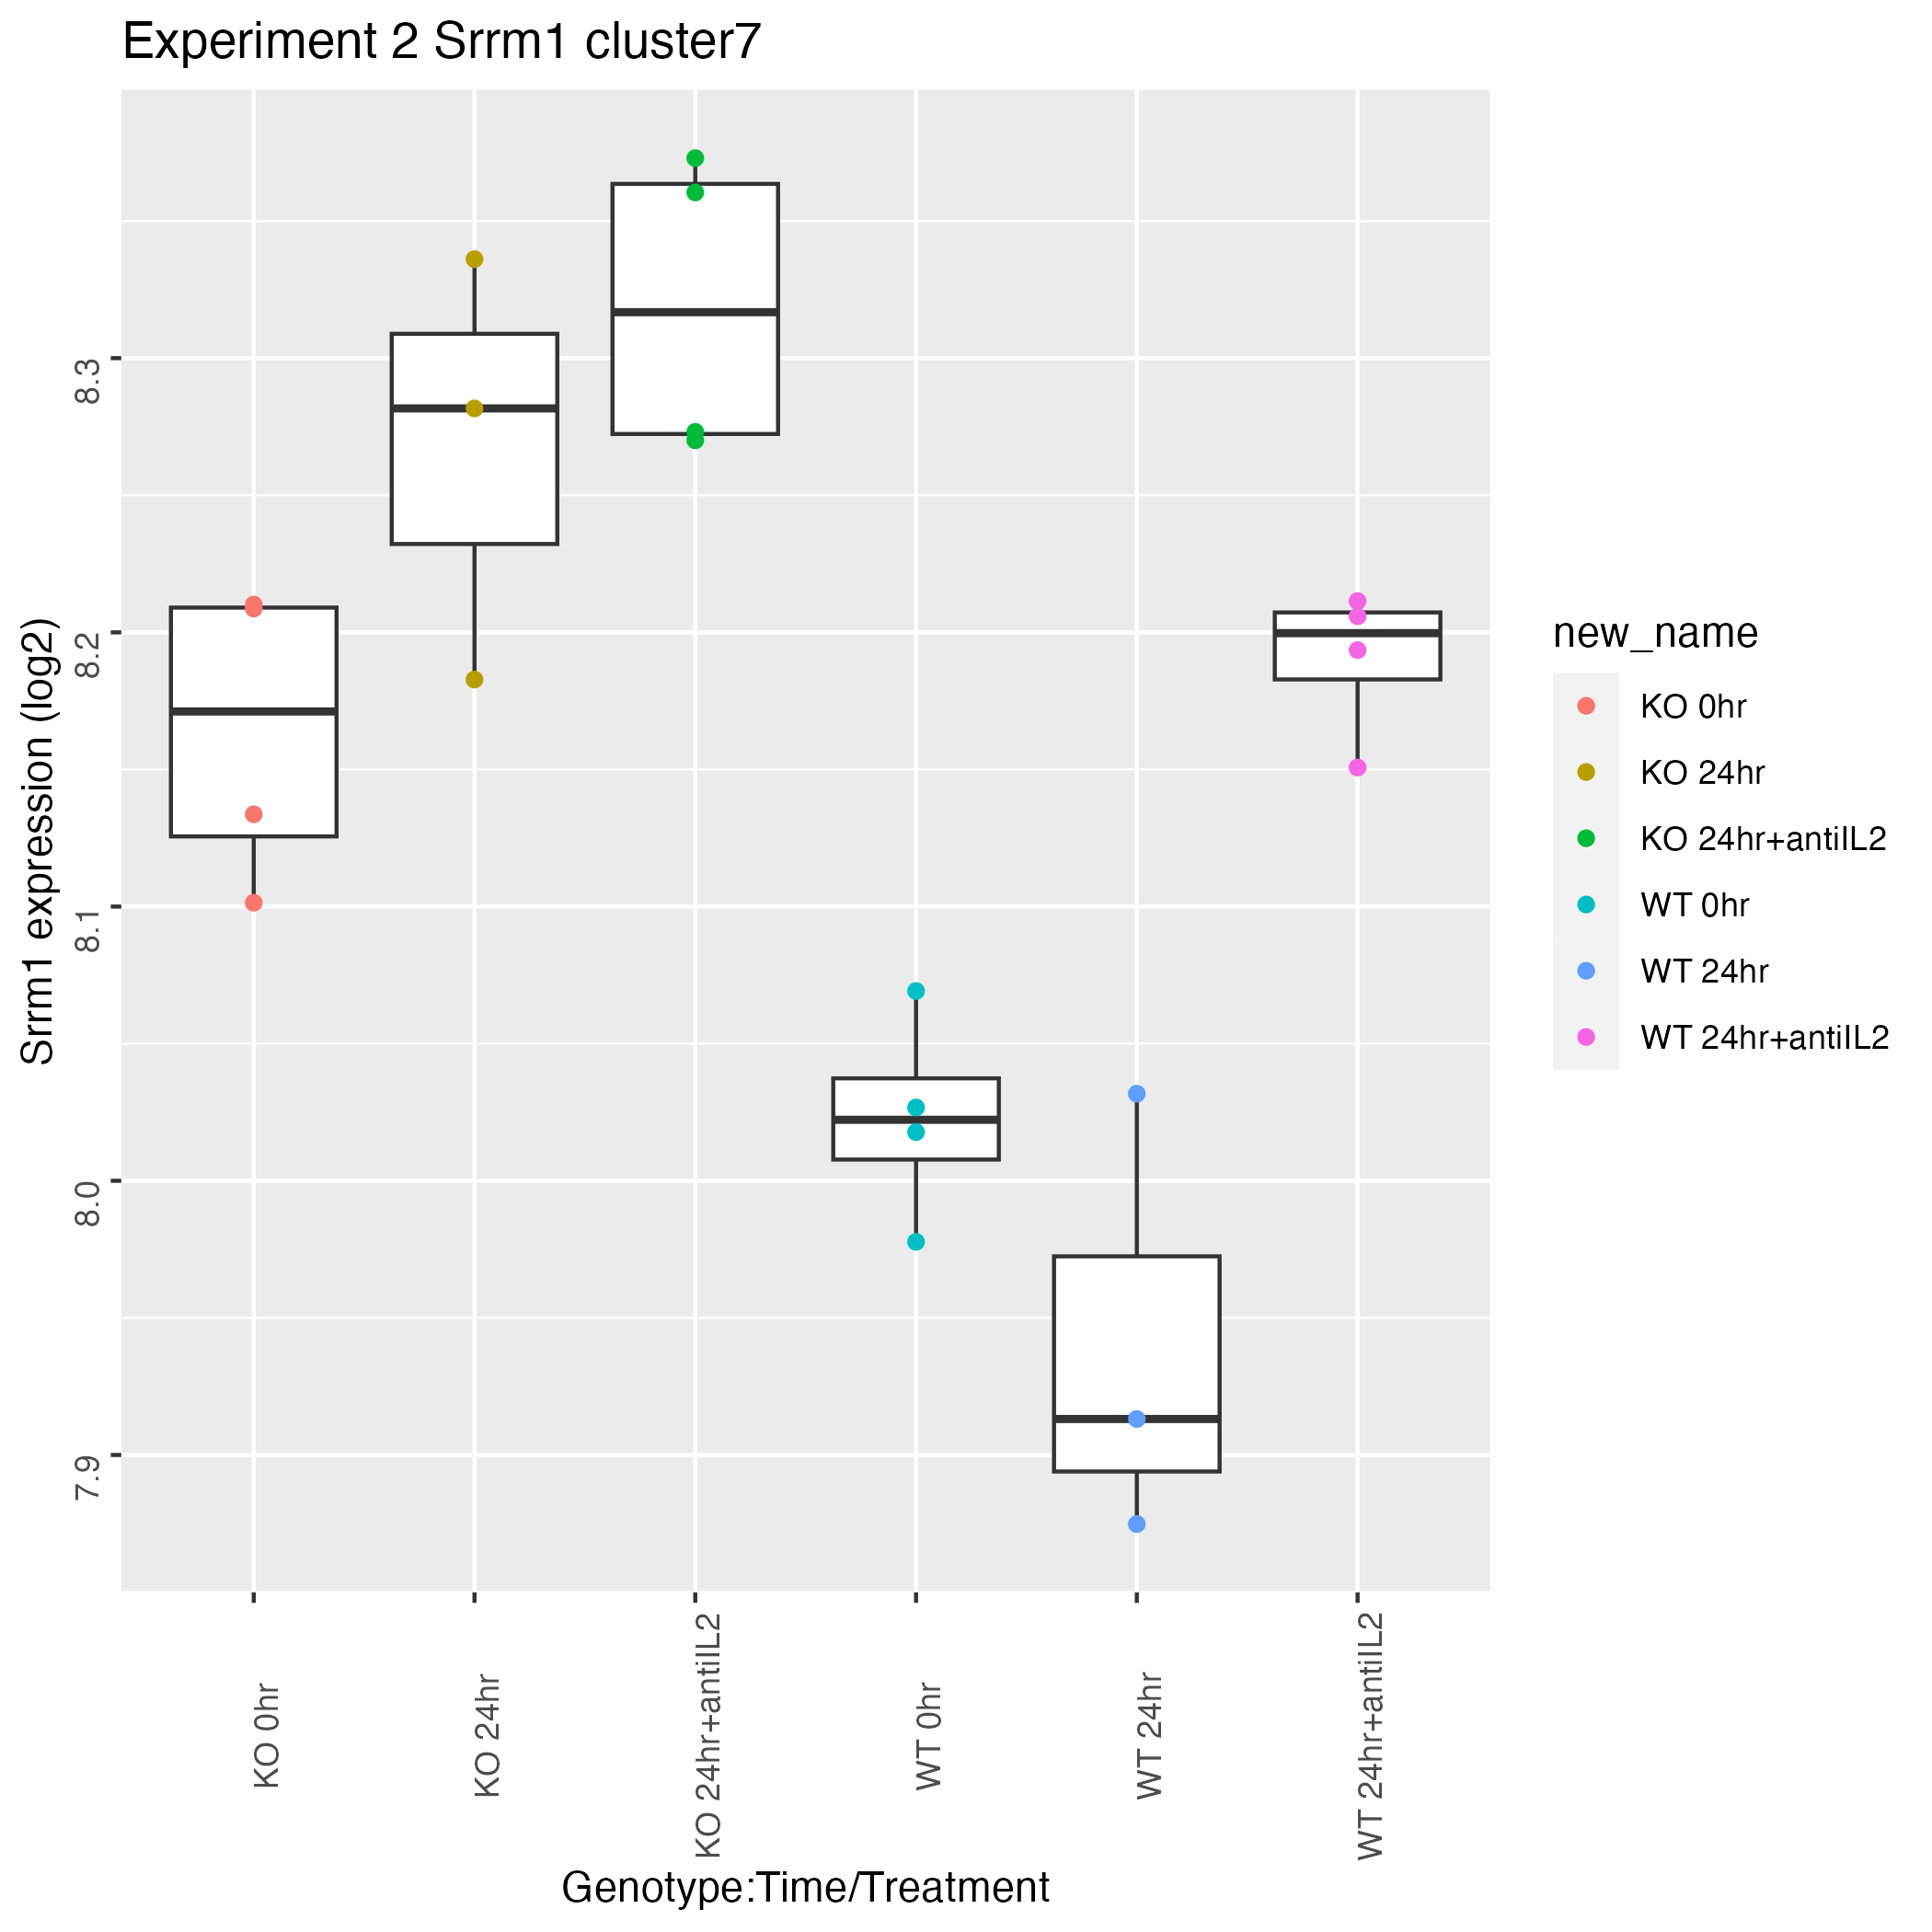 Experiment 2 Srrm1 cluster7
Srrm1 expression (log2)
8.3
8.2
8.1
8.0
7.9
KO 0hr
KO 24hr
KO 24hr+antiIL2
WT 0hr
WT 24hr
WT 24hr+antiIL2
Genotype:Time/Treatment
new_name
KO 0hr
KO 24hr
KO 24hr+antiIL2
WT 0hr
WT 24hr
WT 24hr+antiIL2